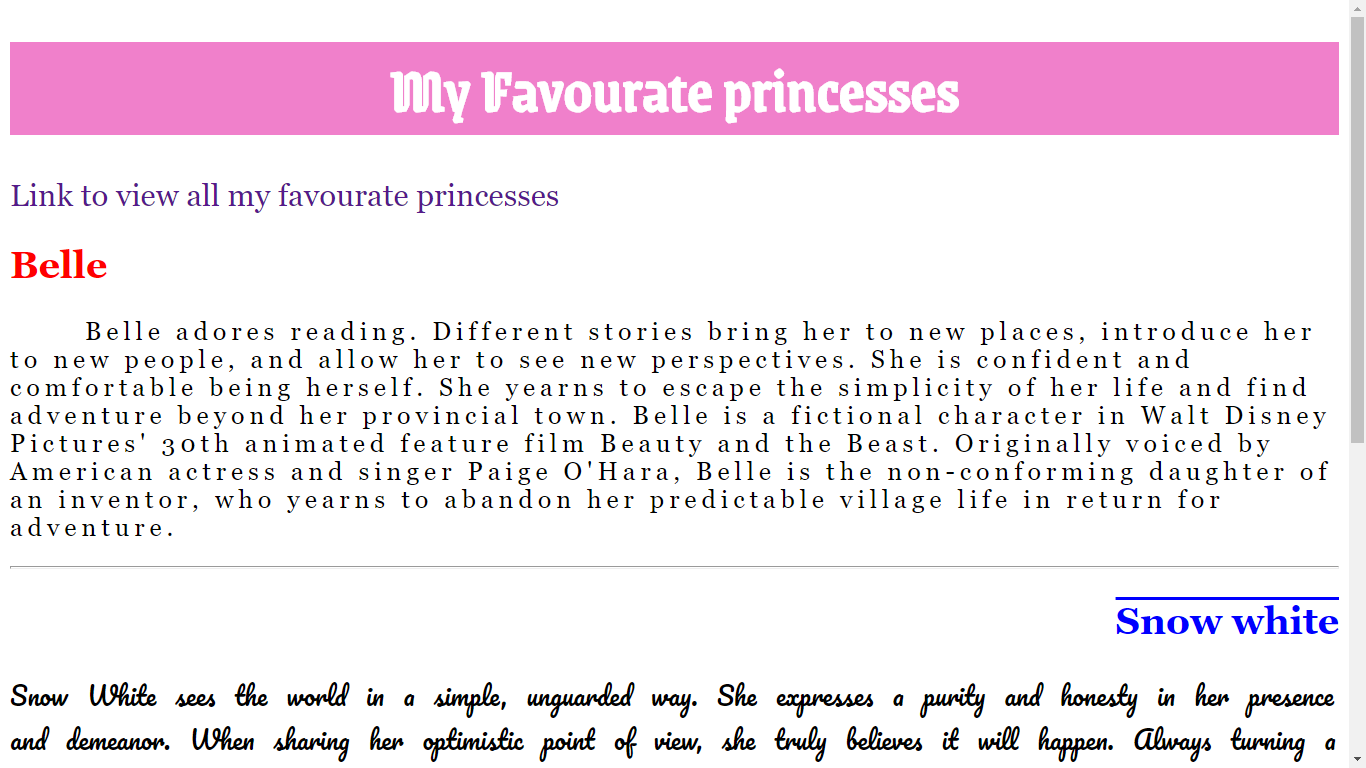 My Favourate princesses
Link to view all my favourate princesses
Belle
Belle adores reading. Different stories bring her to new places, introduce her
to new people, and allow her to see new perspectives. She is confident and
comfortable being herself. She yearns to escape the simplicity of her life and find
adventure beyond her provincial town. Belle is a fictional character in Walt Disney
Pictures' 30th animated feature film Beauty and the Beast. Originally voiced by
American actress and singer Paige O'Hara, Belle is the non-conforming daughter of
an inventor, who yearns to abandon her predictable village life in return for
adventure.
Snow white
Snow White sees the world in a simple, unguarded way. She expresses a purity and honesty in her presence
and demeanor. When sharing her optimistic point of view, she truly believes it will happen. Always turning a